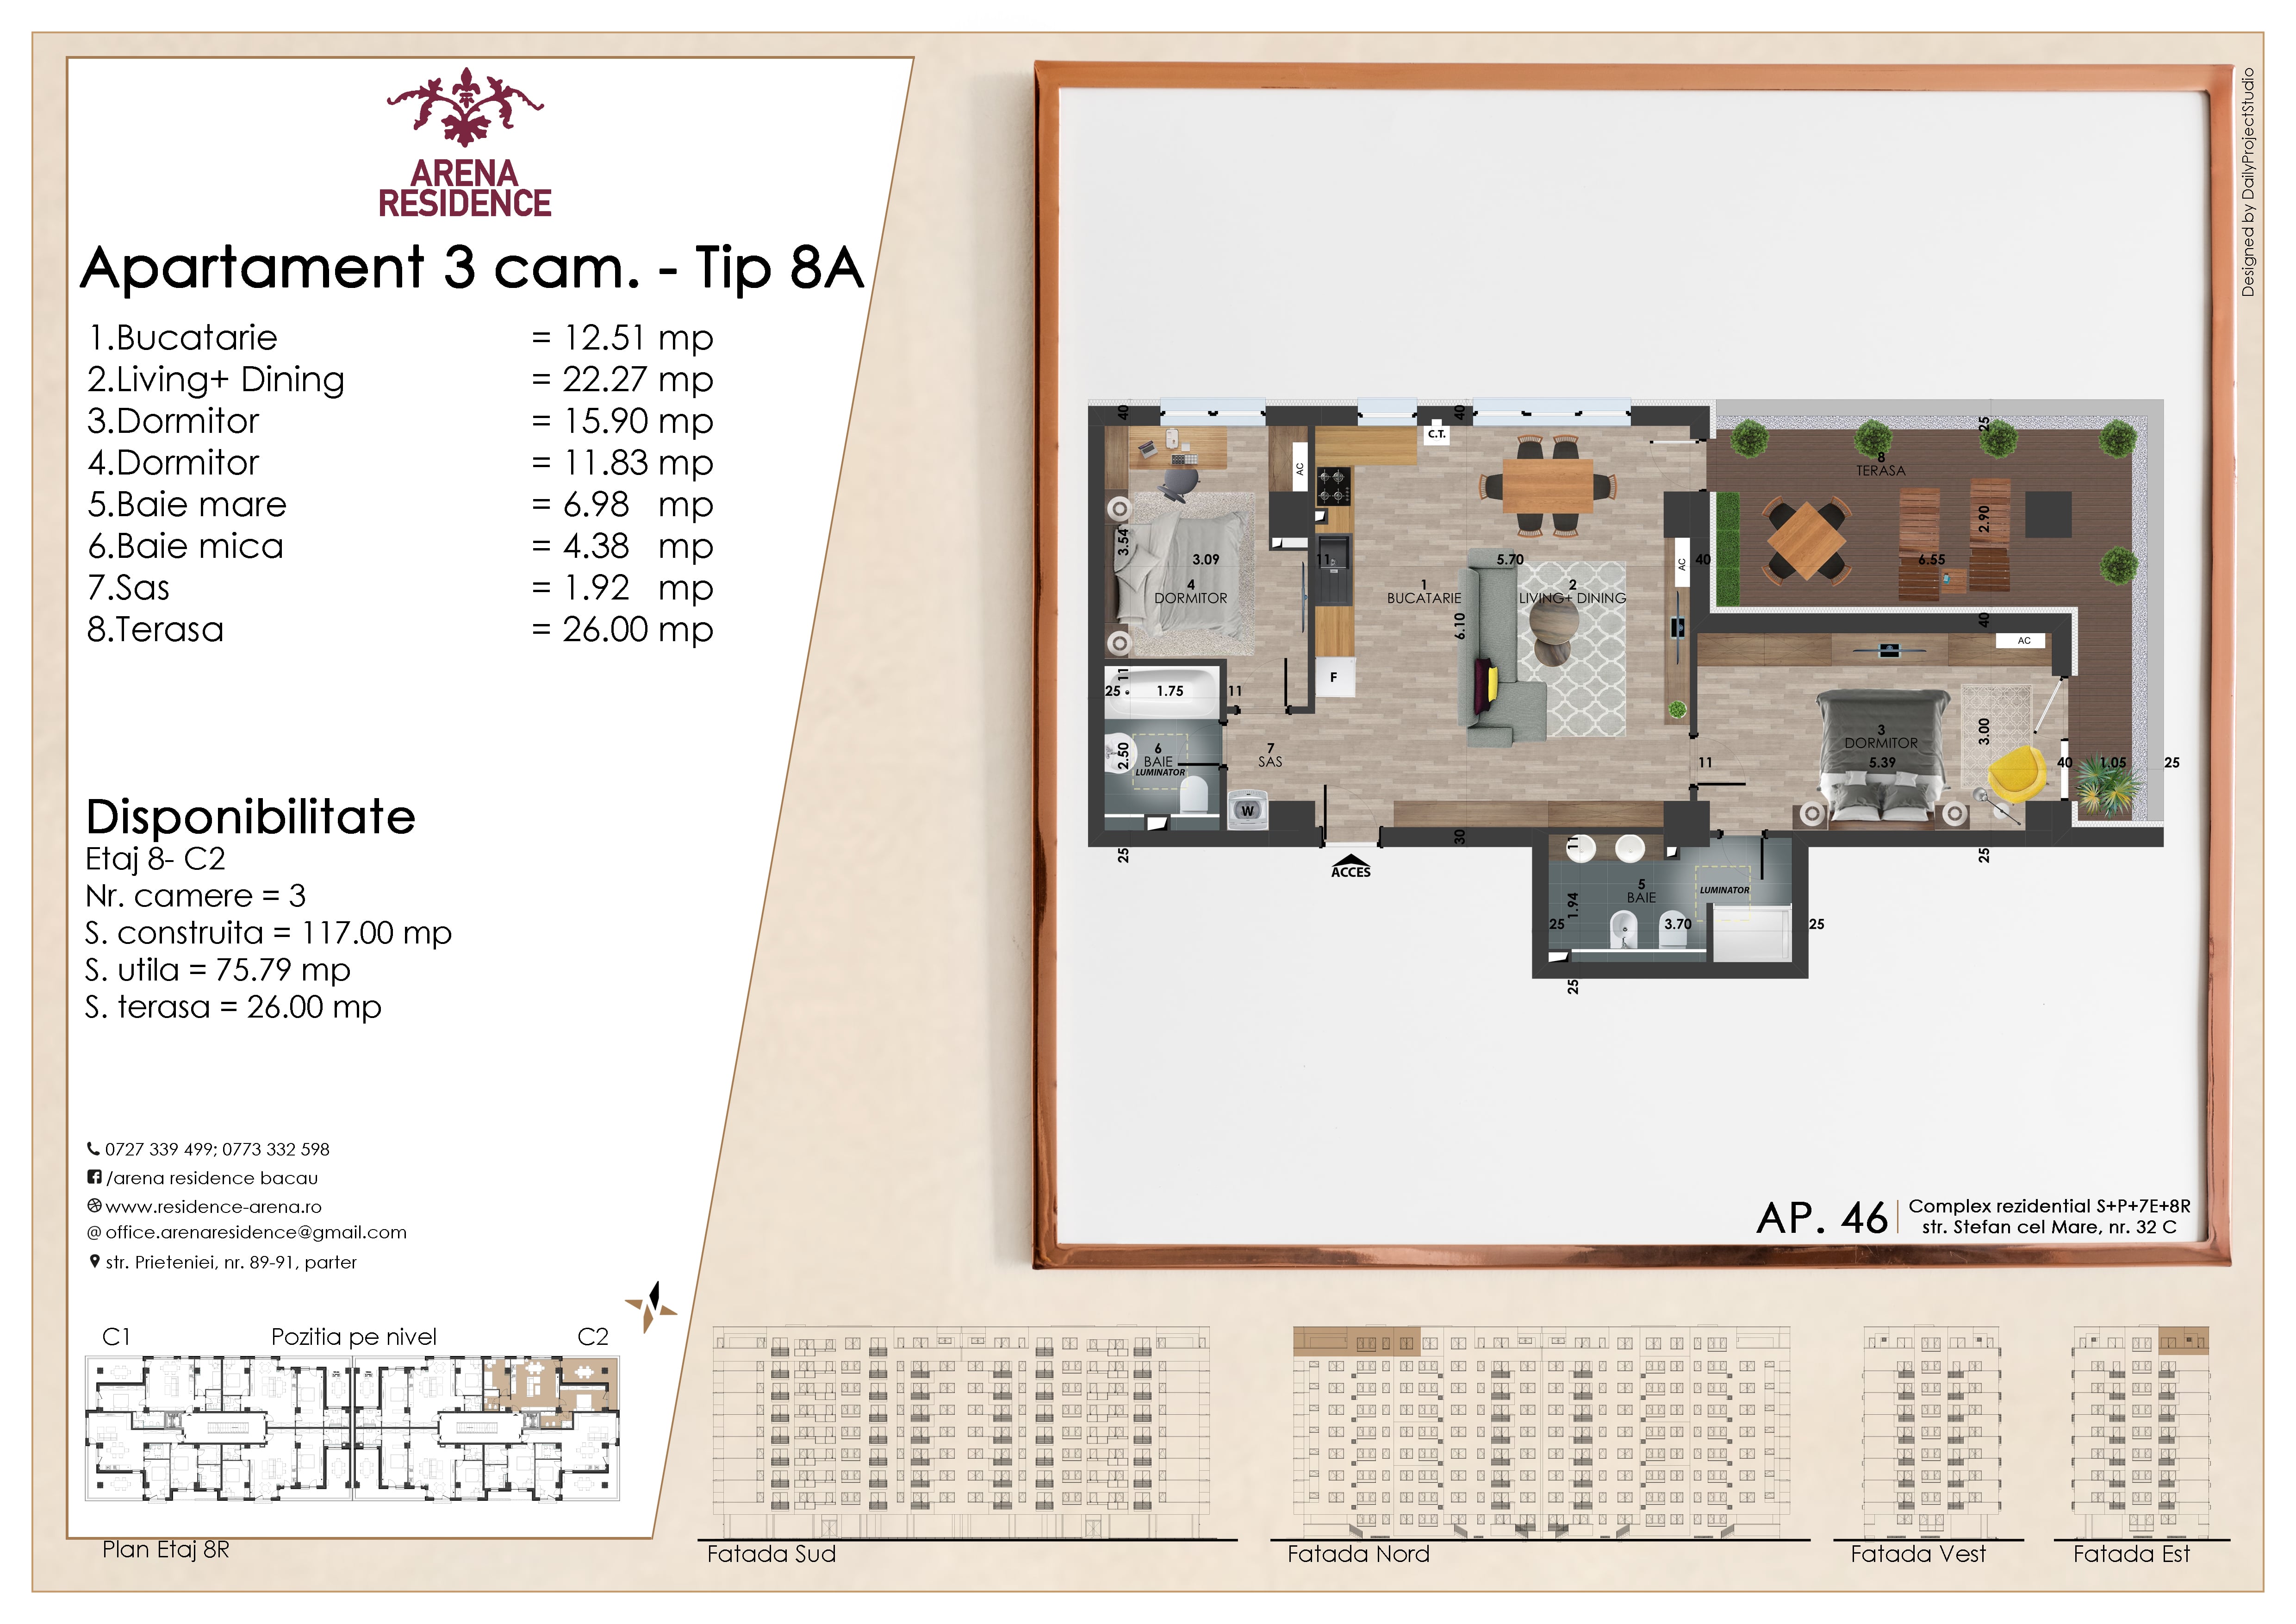 ARENA
RESIDENCE
Apartament 3 cam. - Tip 8A
1.Bucatarie = 12.51 mp
2.Living+ Dining = 22.27 mp
3.Dormitor = 15.90 mp
4.Dormitor = 11.83 mp
5.Baie mare = 6.98 mp
6.Baie mica = 4.38 mp
7.Sas = 1.92 mp
8.Terasa = 26.00 mp
Disponibilitate
Etaj 8- C2
Nr. camere = 3
S. construita = 117.00 mp
S. utila = 75.79 mp
S. terasa = 26.00 mp
0727 339 499; 0773 332 598
/arena residence bacau
www.residence-arena.ro
@ office.arenaresidence@gmail.com
str. Prieteniei, nr. 89-91, parter
C1 Pozitia pe nivel C2
Plan Etaj 8R
Designed by DailyProjectStudio
40
40
25
C.T.
AC
8
TERASA
3.54
3.09
11
5.70
AC
40
2.90
6.55
4
DORMITOR
1
BUCATARIE
2
LIVING+ DINING
6.10
40
AC
F
11
25
1.75
11
3
DORMITOR
5.39
3.00
2.50
6
BAIE
LUMINATOR
7
SAS
11
40
1.05
25
W
25
30
25
ACCES
11
5
BAIE
LUMINATOR
1.94
25
3.70
25
25
AP. 46
Complex rezidential S+P+7E+8R
str. Stefan cel Mare, nr. 32 C
Fatada Sud
Fatada Nord
Fatada Vest
Fatada Est